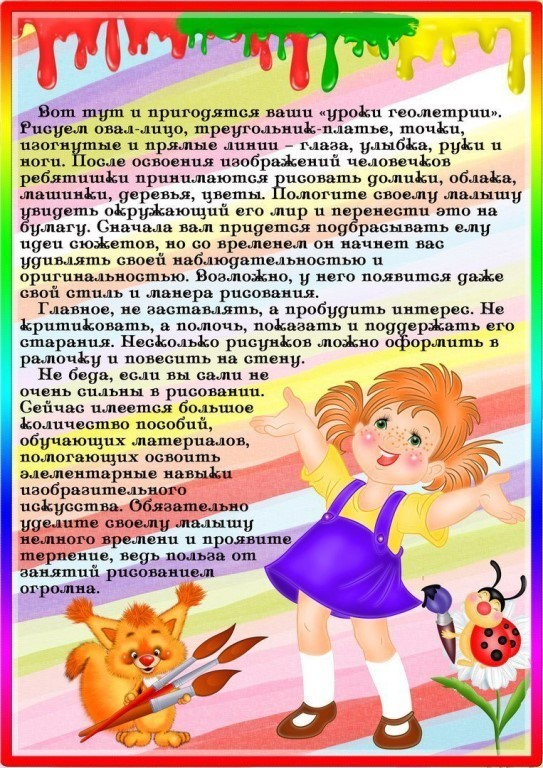 Вот тут и пригодятся ваши «уроки геометрии».
Рисуем овал-лицо, треугольник-платье, точки,
изогнутые и прямые линии – глаза, улыбка, руки и
ноги. После освоения изображений человечков
ребятишки принимаются рисовать домики, облака,
машинки, деревья, цветы. Помогите своему малышу
увидеть окружающий его мир и перенести это на
бумагу. Сначала вам придется подбрасывать ему
идеи сюжетов, но со временем он начнет вас
удивлять своей наблюдательностью и
оригинальностью. Возможно, у него появится даже
свой стиль и манера рисования.
Главное, не заставлять, а пробудить интерес. Не
критиковать, а помочь, показать и поддержать его
старания. Несколько рисунков можно оформить в
рамочку и повесить на стену.
Не беда, если вы сами не
очень сильны в рисовании.
Сейчас имеется большое
количество пособий,
обучающих материалов,
помогающих освоить
элементарные навыки
изобразительного
искусства. Обязательно
уделите своему малышу
немного времени и проявите
терпение, ведь польза от
занятий рисованием
огромна.